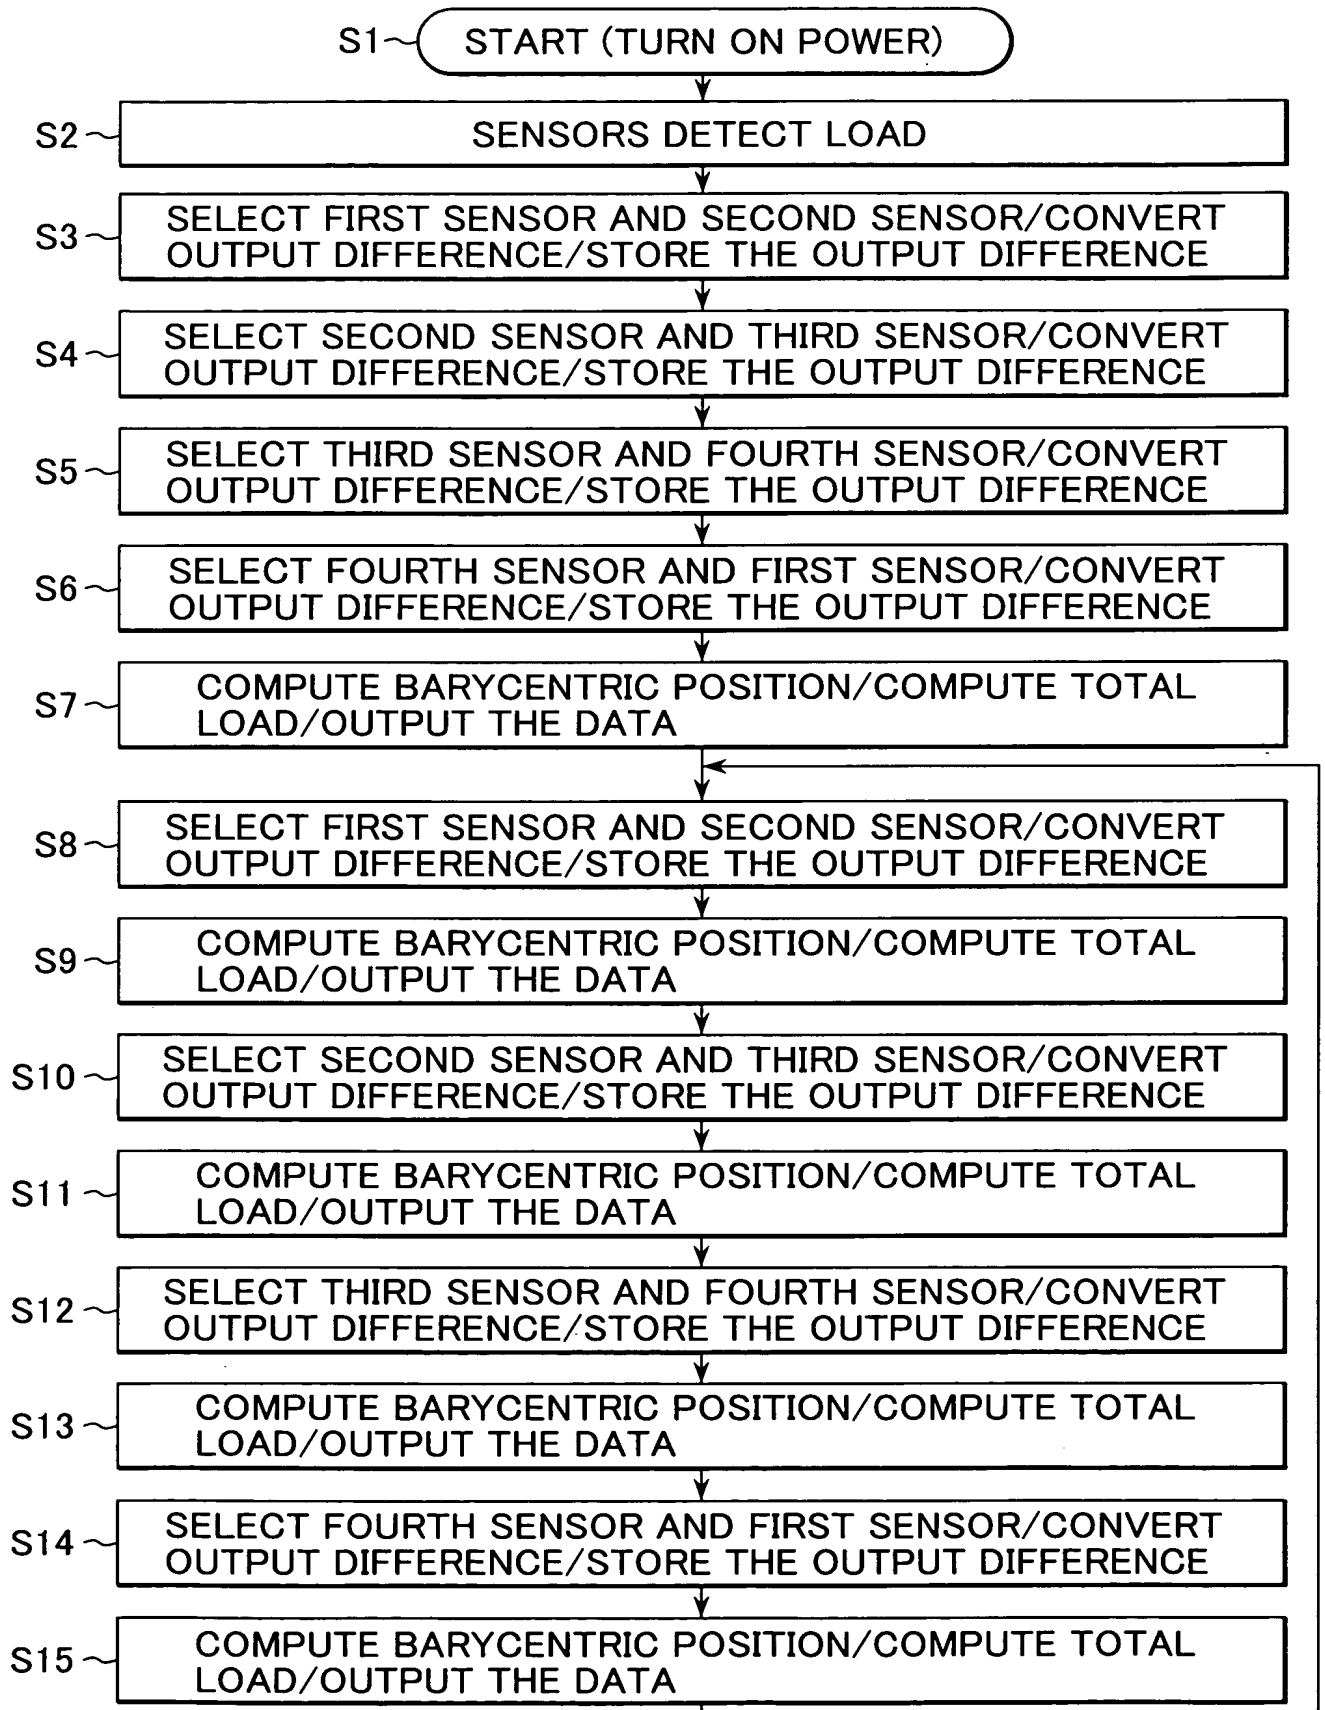 S1 START (TURN ON POWER)
S2 SENSORS DETECT LOAD
S3 SELECT FIRST SENSOR AND SECOND SENSOR/CONVERT
OUTPUT DIFFERENCE/STORE THE OUTPUT DIFFERENCE
S4 SELECT SECOND SENSOR AND THIRD SENSOR/CONVERT
OUTPUT DIFFERENCE/STORE THE OUTPUT DIFFERENCE
S5 SELECT THIRD SENSOR AND FOURTH SENSOR/CONVERT
OUTPUT DIFFERENCE/STORE THE OUTPUT DIFFERENCE
S6 SELECT FOURTH SENSOR AND FIRST SENSOR/CONVERT
OUTPUT DIFFERENCE/STORE THE OUTPUT DIFFERENCE
S7 COMPUTE BARYCENTRIC POSITION/COMPUTE TOTAL
LOAD/OUTPUT THE DATA
S8 SELECT FIRST SENSOR AND SECOND SENSOR/CONVERT
OUTPUT DIFFERENCE/STORE THE OUTPUT DIFFERENCE
S9 COMPUTE BARYCENTRIC POSITION/COMPUTE TOTAL
LOAD/OUTPUT THE DATA
S10 SELECT SECOND SENSOR AND THIRD SENSOR/CONVERT
OUTPUT DIFFERENCE/STORE THE OUTPUT DIFFERENCE
S11 COMPUTE BARYCENTRIC POSITION/COMPUTE TOTAL
LOAD/OUTPUT THE DATA
S12 SELECT THIRD SENSOR AND FOURTH SENSOR/CONVERT
OUTPUT DIFFERENCE/STORE THE OUTPUT DIFFERENCE
S13 COMPUTE BARYCENTRIC POSITION/COMPUTE TOTAL
LOAD/OUTPUT THE DATA
S14 SELECT FOURTH SENSOR AND FIRST SENSOR/CONVERT
OUTPUT DIFFERENCE/STORE THE OUTPUT DIFFERENCE
S15 COMPUTE BARYCENTRIC POSITION/COMPUTE TOTAL
LOAD/OUTPUT THE DATA